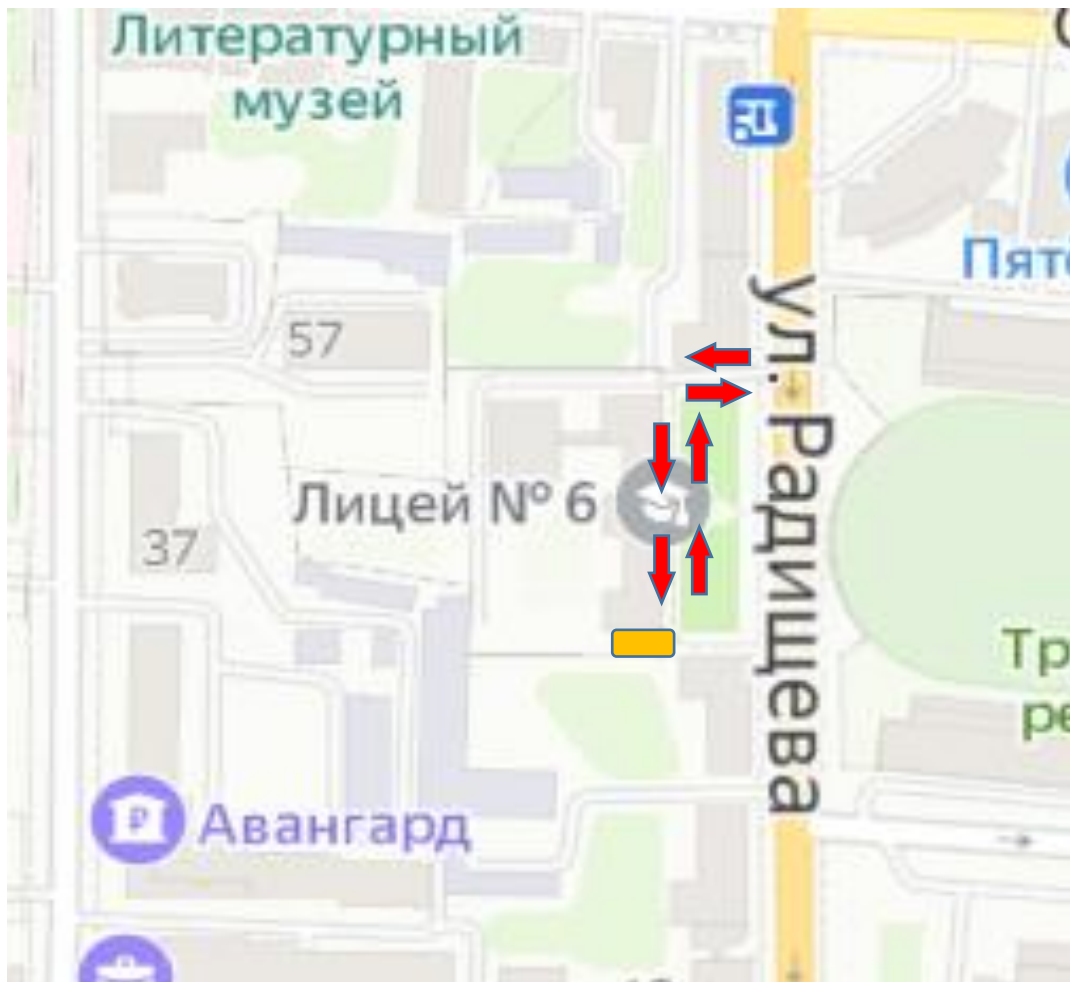 Литературный
музей
Пят
57
ул. Радищева
Лицей № 6
37
Тр
ре
₽
Авангард